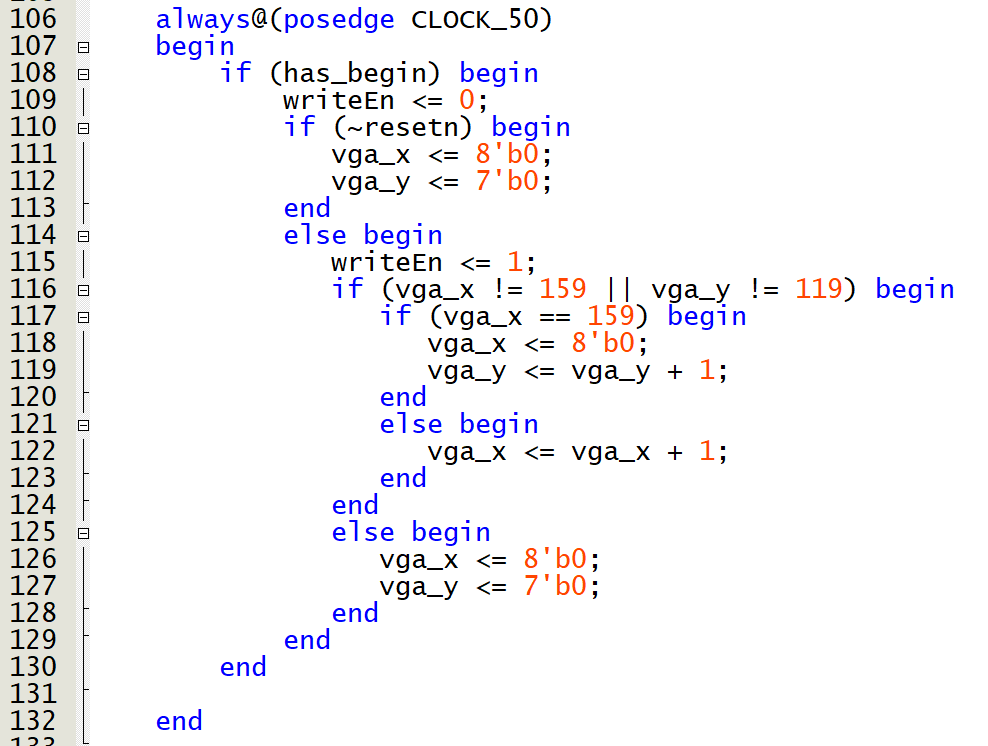 106 always@(posedge CLOCK_50)
107 begin
108 if (has_begin) begin
109 writeEn <= 0;
110 if (~resetn) begin
111 vga_x <= 8'b0;
112 vga_y <= 7'b0;
113 end
114 else begin
115 writeEn <= 1;
116 if (vga_x != 159 || vga_y != 119) begin
117 if (vga_x == 159) begin
118 vga_x <= 8'b0;
119 vga_y <= vga_y + 1;
120 end
121 else begin
122 vga_x <= vga_x + 1;
123 end
124 end
125 else begin
126 vga_x <= 8'b0;
127 vga_y <= 7'b0;
128 end
129 end
130 end
131
132 end